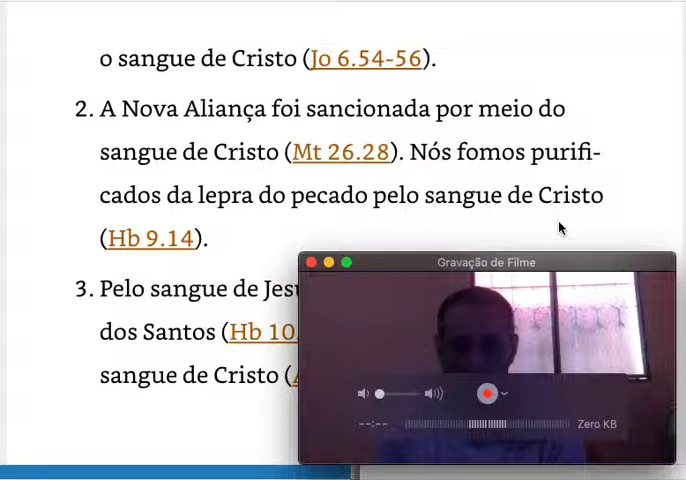 o sangue de Cristo (Jo 6.54-56).
2. A Nova Aliança foi sancionada por meio do
sangue de Cristo (Mt 26.28). Nós fomos purifi-
cados da lepra do pecado pelo sangue de Cristo
(Hb 9.14).
3. Pelo sangue de
dos Santos (Hb 10.
sangue de Cristo (
Gravação de Filme
--:--
Zero KB